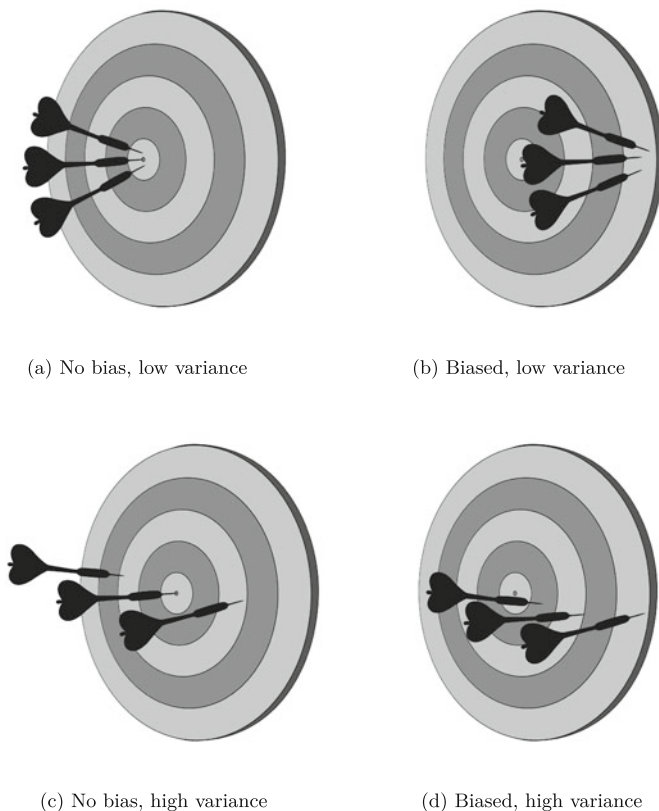 (a) No bias, low variance
(b) Biased, low variance
(c) No bias, high variance
(d) Biased, high variance